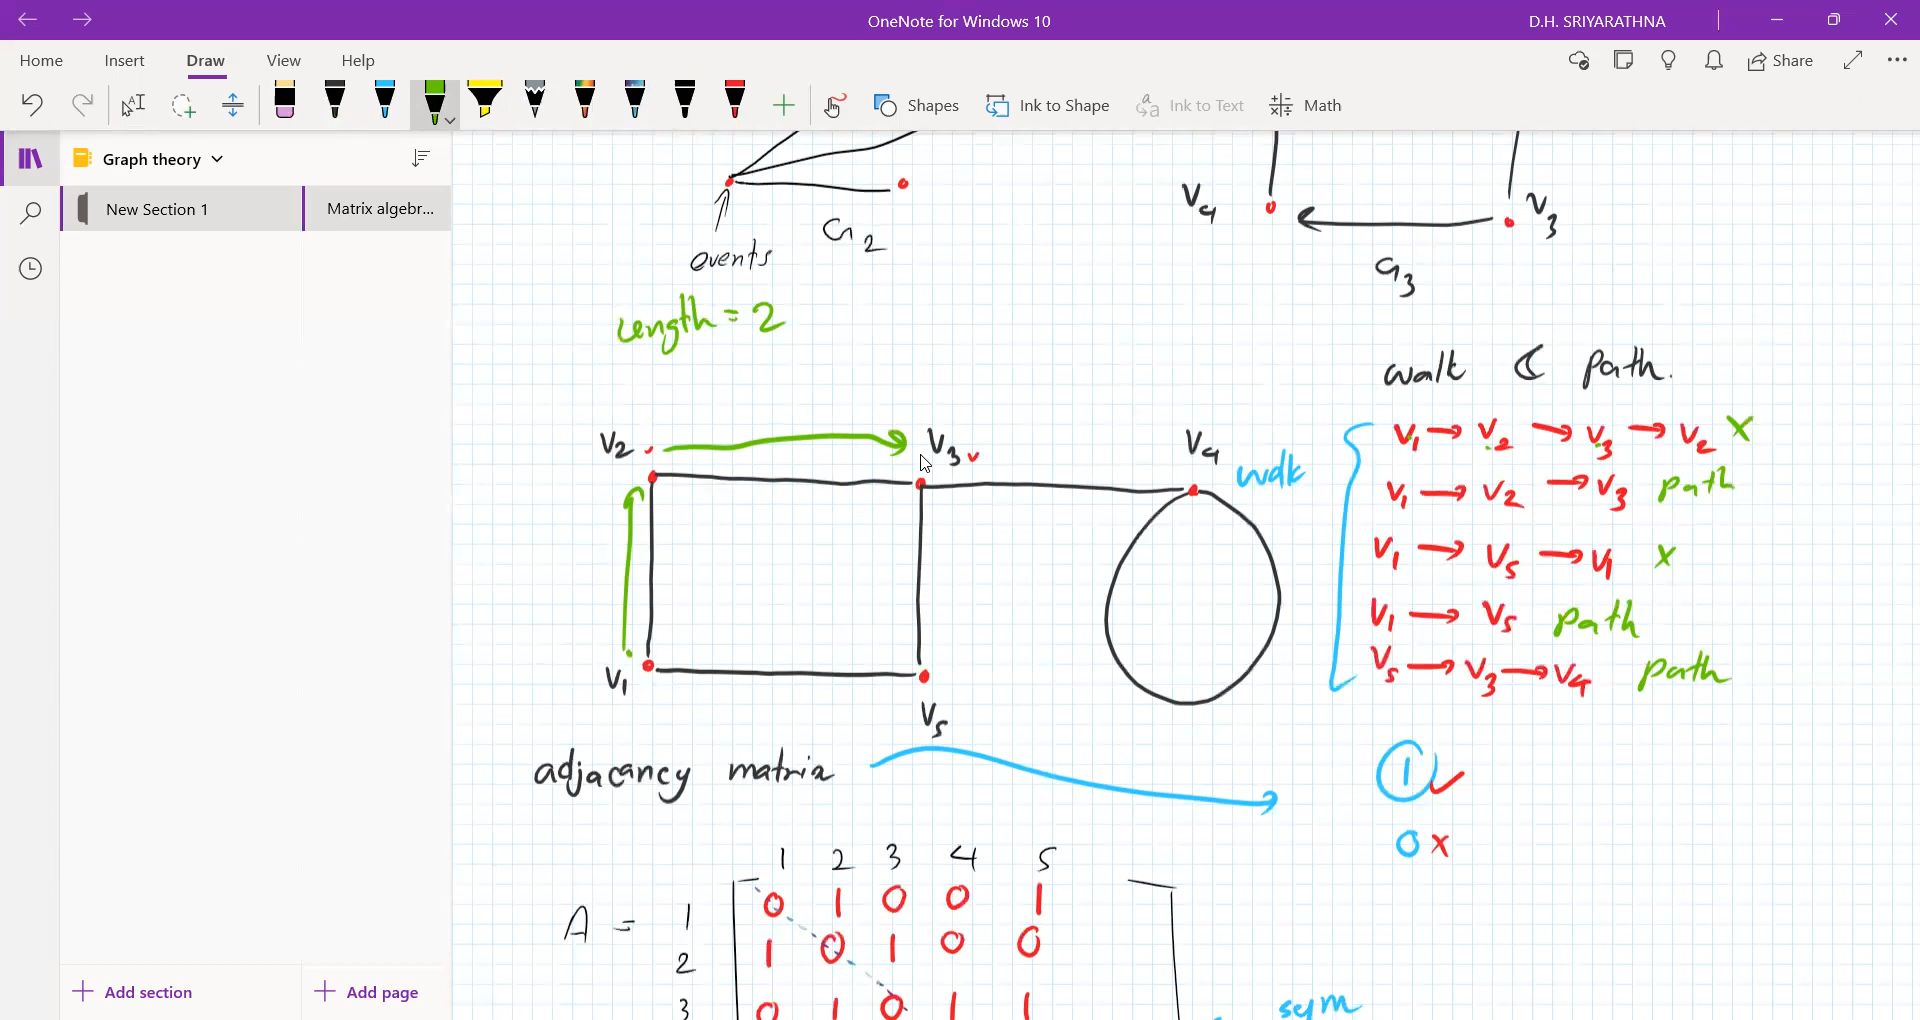 OneNote for Windows 10
D.H. SRIYARATHNA
Home Insert Draw View Help
Share
Shapes Ink to Shape Ink to Text Math
Graph theory
New Section 1
Matrix algebr...
V4
V3
G2
events
G3
Length = 2
walk & path.
V1 → V2 → V3 → V2 X
V1 → V2 → V3 path
V1 → V5 → V1 X
V1 → V5 path
V5 → V3 → V4 path
walk
V2
V3
V4
V1
V5
adjacancy matrix
1 ✓
0 x
1 2 3 4 5
A = 1 0 1 0 0 1
2 1 0 1 0 0
3 0 1 0 1 1
sym
Add section
Add page